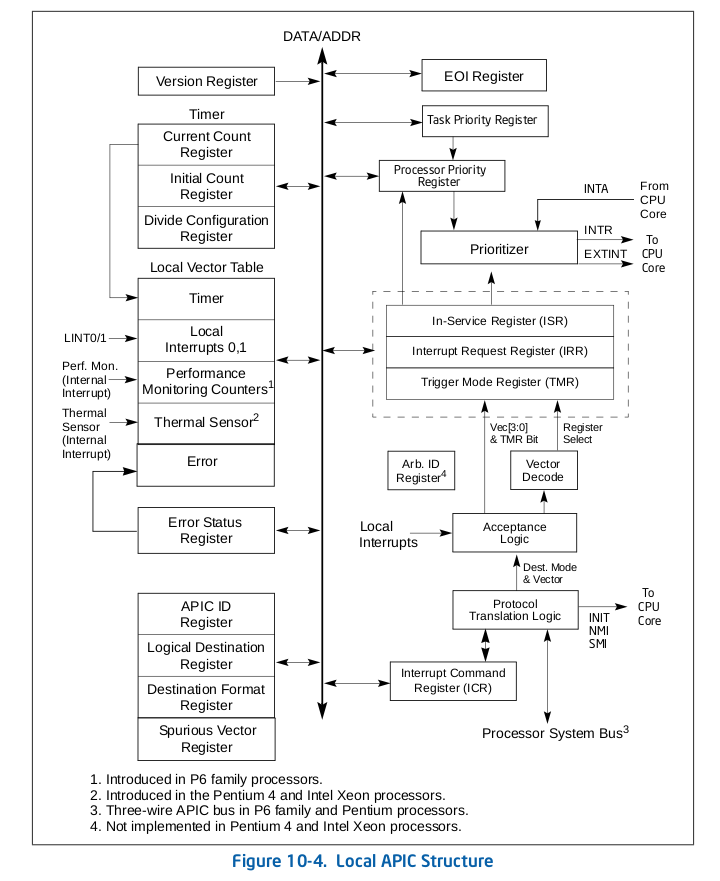 DATA/ADDR
Version Register
EOI Register
Timer
Current Count
Register
Initial Count
Register
Divide Configuration
Register
Task Priority Register
Processor Priority
Register
INTA
From
CPU
Core
Prioritizer
INTR
EXTINT
To
CPU
Core
Local Vector Table
Timer
Local
Interrupts 0,1
Performance
Monitoring Counters1
Thermal Sensor2
Error
LINT0/1
Perf. Mon.
(Internal
Interrupt)
Thermal
Sensor
(Internal
Interrupt)
In-Service Register (ISR)
Interrupt Request Register (IRR)
Trigger Mode Register (TMR)
Vec[3:0]
& TMR Bit
Register
Select
Arb. ID
Register4
Vector
Decode
Error Status
Register
Local
Interrupts
Acceptance
Logic
Dest. Mode
& Vector
Protocol
Translation Logic
To
CPU
Core
INIT
NMI
SMI
APIC ID
Register
Logical Destination
Register
Destination Format
Register
Spurious Vector
Register
Interrupt Command
Register (ICR)
Processor System Bus3
1. Introduced in P6 family processors.
2. Introduced in the Pentium 4 and Intel Xeon processors.
3. Three-wire APIC bus in P6 family and Pentium processors.
4. Not implemented in Pentium 4 and Intel Xeon processors.
Figure 10-4. Local APIC Structure